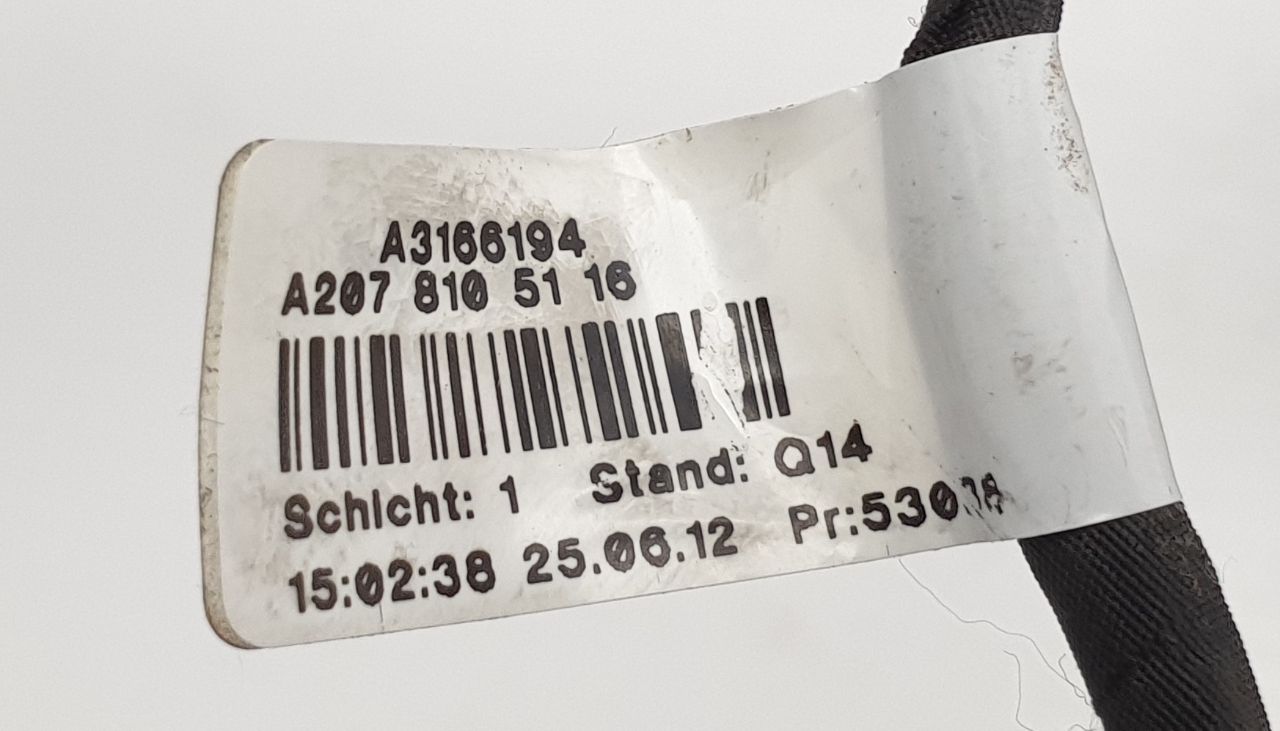 A3166194
A207 810 51 16
Schicht: 1 Stand: Q14
15:02:38 25.06.12